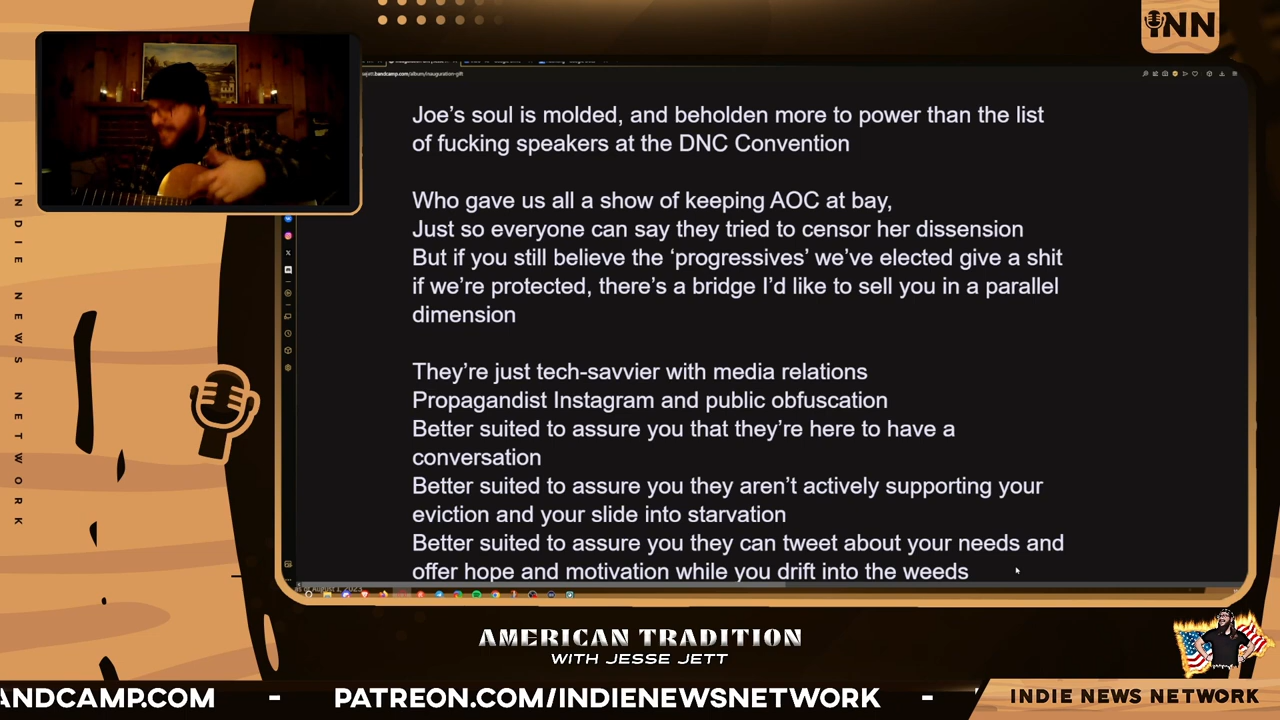 iNN
bandcamp.com/album/inauguration-gift
Joe's soul is molded, and beholden more to power than the list
of fucking speakers at the DNC Convention
Who gave us all a show of keeping AOC at bay,
Just so everyone can say they tried to censor her dissension
But if you still believe the ‘progressives’ we’ve elected give a shit
if we’re protected, there’s a bridge I’d like to sell you in a parallel
dimension
They’re just tech-savvier with media relations
Propagandist Instagram and public obfuscation
Better suited to assure you that they’re here to have a
conversation
Better suited to assure you they aren’t actively supporting your
eviction and your slide into starvation
Better suited to assure you they can tweet about your needs and
offer hope and motivation while you drift into the weeds
INDIE NEWS NETWORK
AMERICAN TRADITION
WITH JESSE JETT
ANDCAMP.COM - PATREON.COM/INDIENEWSNETWORK -
INDIE NEWS NETWORK